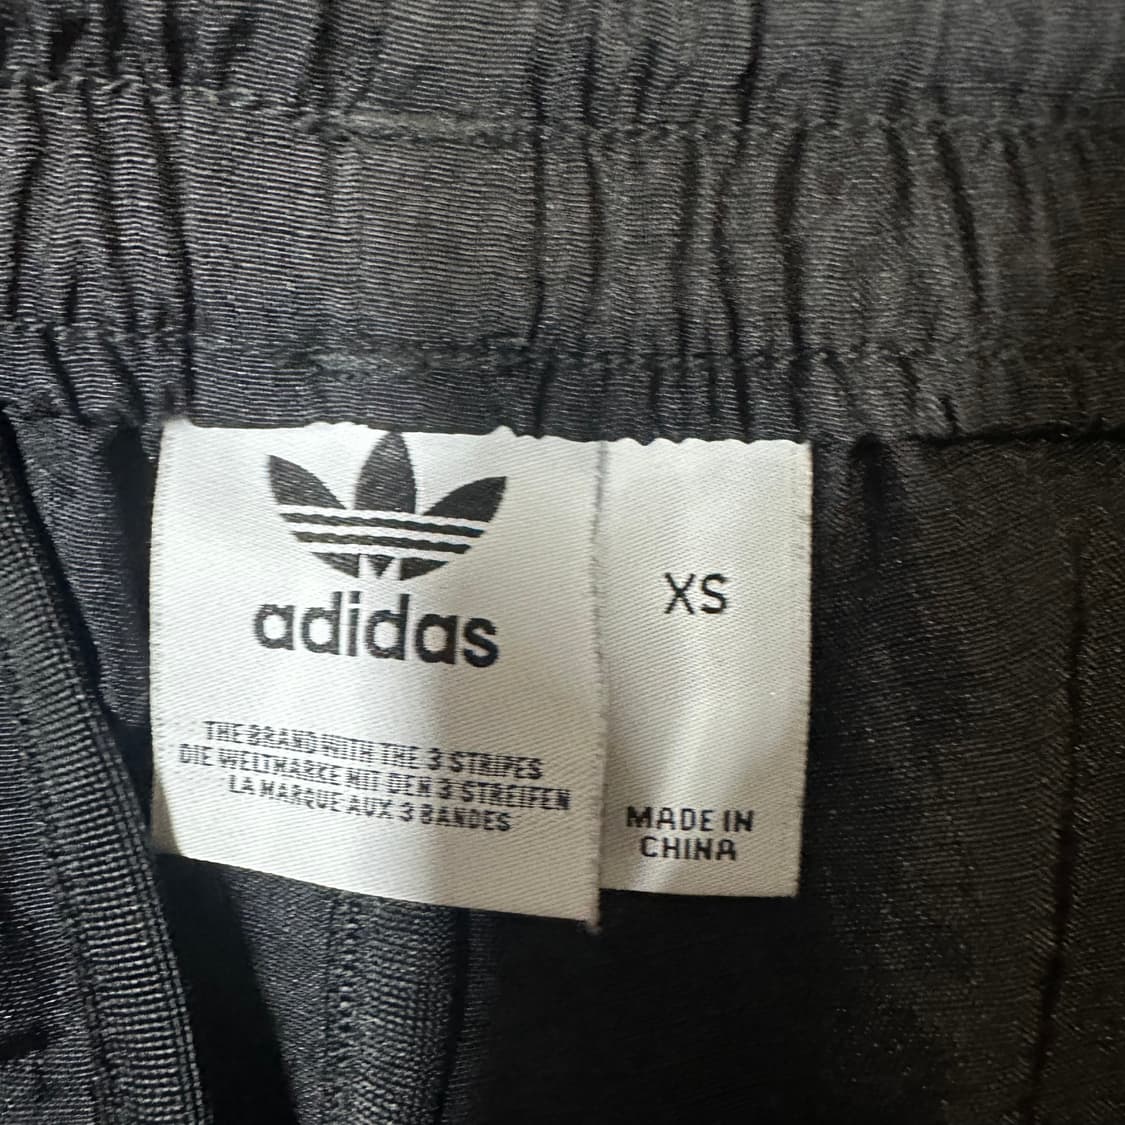 adidas
THE BRAND WITH THE 3 STRIPES
DIE WELTMARKE MIT DEN 3 STREIFEN
LA MARQUE AUX 3 BANDES
XS
MADE IN
CHINA